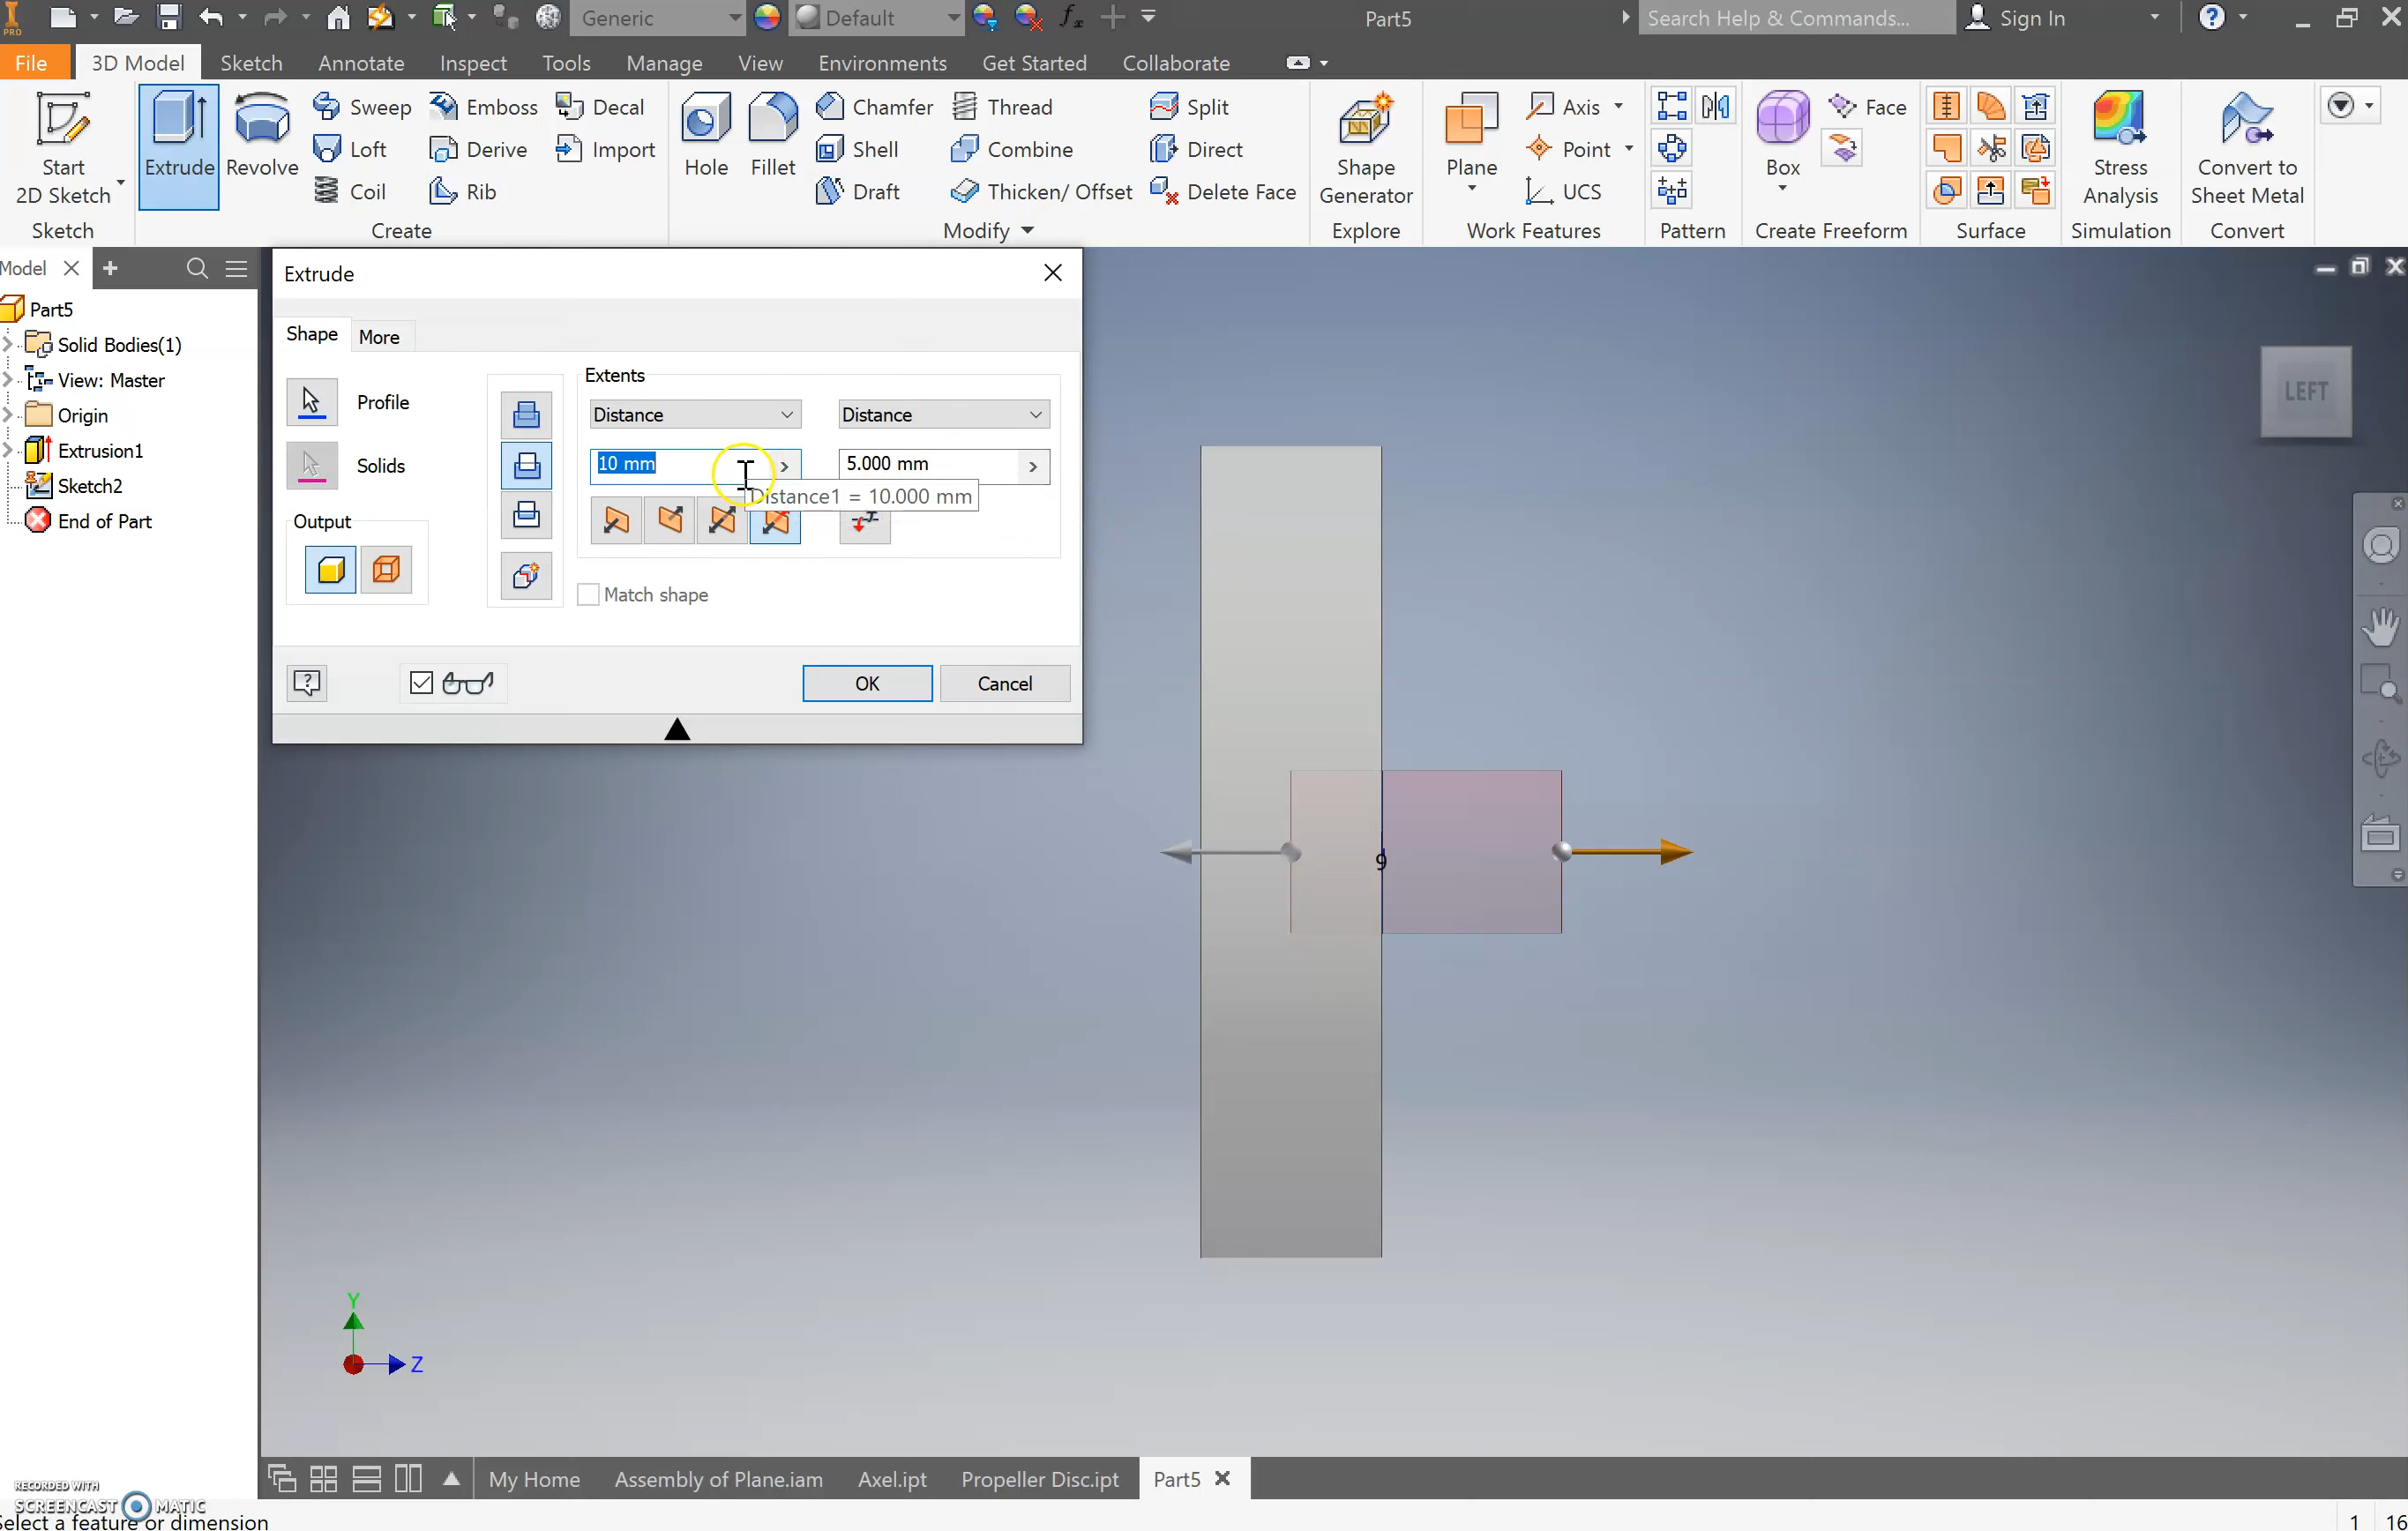 PRO
Generic
Default
Part5
Search Help & Commands...
Sign In
File
3D Model
Sketch
Annotate
Inspect
Tools
Manage
View
Environments
Get Started
Collaborate
Start
2D Sketch
Sketch
Extrude
Revolve
Sweep
Loft
Coil
Emboss
Derive
Rib
Decal
Import
Create
Hole
Fillet
Chamfer
Shell
Draft
Thread
Combine
Thicken/ Offset
Split
Direct
Delete Face
Modify
Shape
Generator
Explore
Plane
Axis
Point
UCS
Work Features
Pattern
Box
Face
Create Freeform
Surface
Stress
Analysis
Simulation
Convert to
Sheet Metal
Convert
Model
Part5
Solid Bodies(1)
View: Master
Origin
Extrusion1
Sketch2
End of Part
Extrude
Shape
More
Profile
Solids
Output
Extents
Distance
Distance
10 mm
5.000 mm
Distance1 = 10.000 mm
Match shape
OK
Cancel
LEFT
9
Y
Z
My Home
Assembly of Plane.iam
Axel.ipt
Propeller Disc.ipt
Part5
RECORDED WITH
SCREENCAST MATIC
Select a feature or dimension
1
16